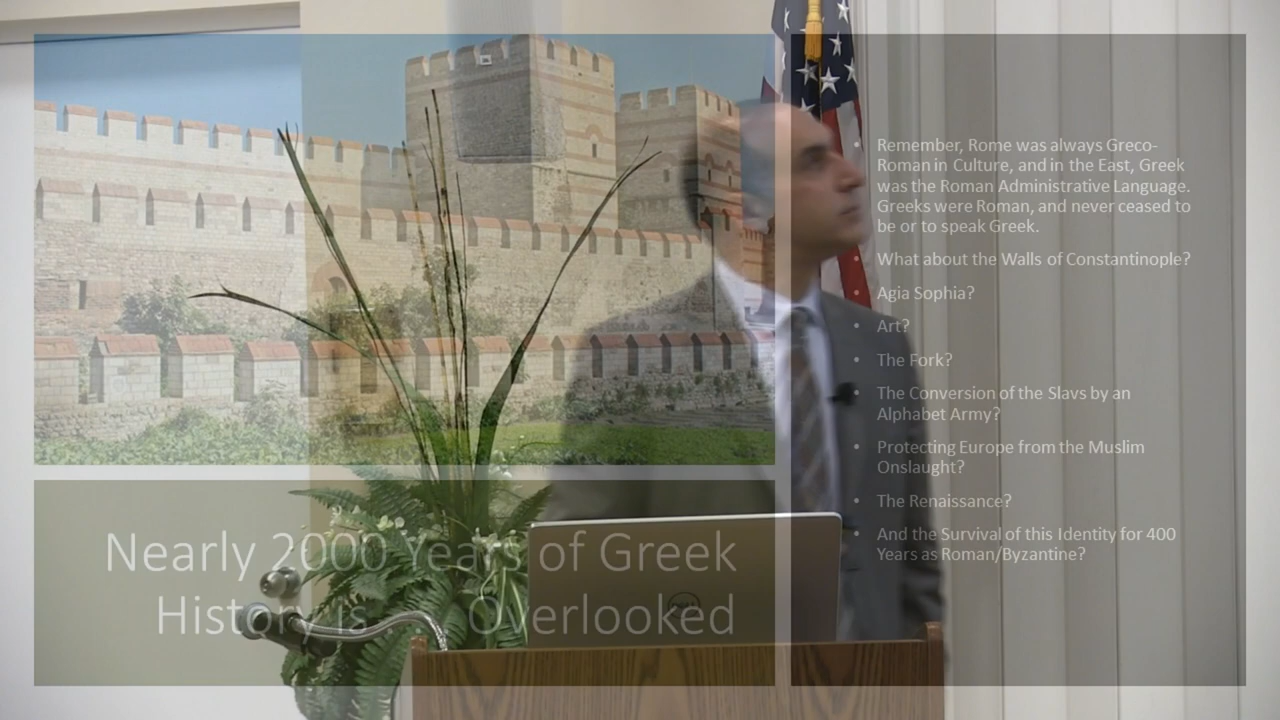 Nearly 2000 Years of Greek
History is Overlooked
• Remember, Rome was always Greco-
Roman in Culture, and in the East, Greek
was the Roman Administrative Language.
Greeks were Roman, and never ceased to
be or to speak Greek.
• What about the Walls of Constantinople?
• Agia Sophia?
• Art?
• The Fork?
• The Conversion of the Slavs by an
Alphabet Army?
• Protecting Europe from the Muslim
Onslaught?
• The Renaissance?
• And the Survival of this Identity for 400
Years as Roman/Byzantine?
DELL